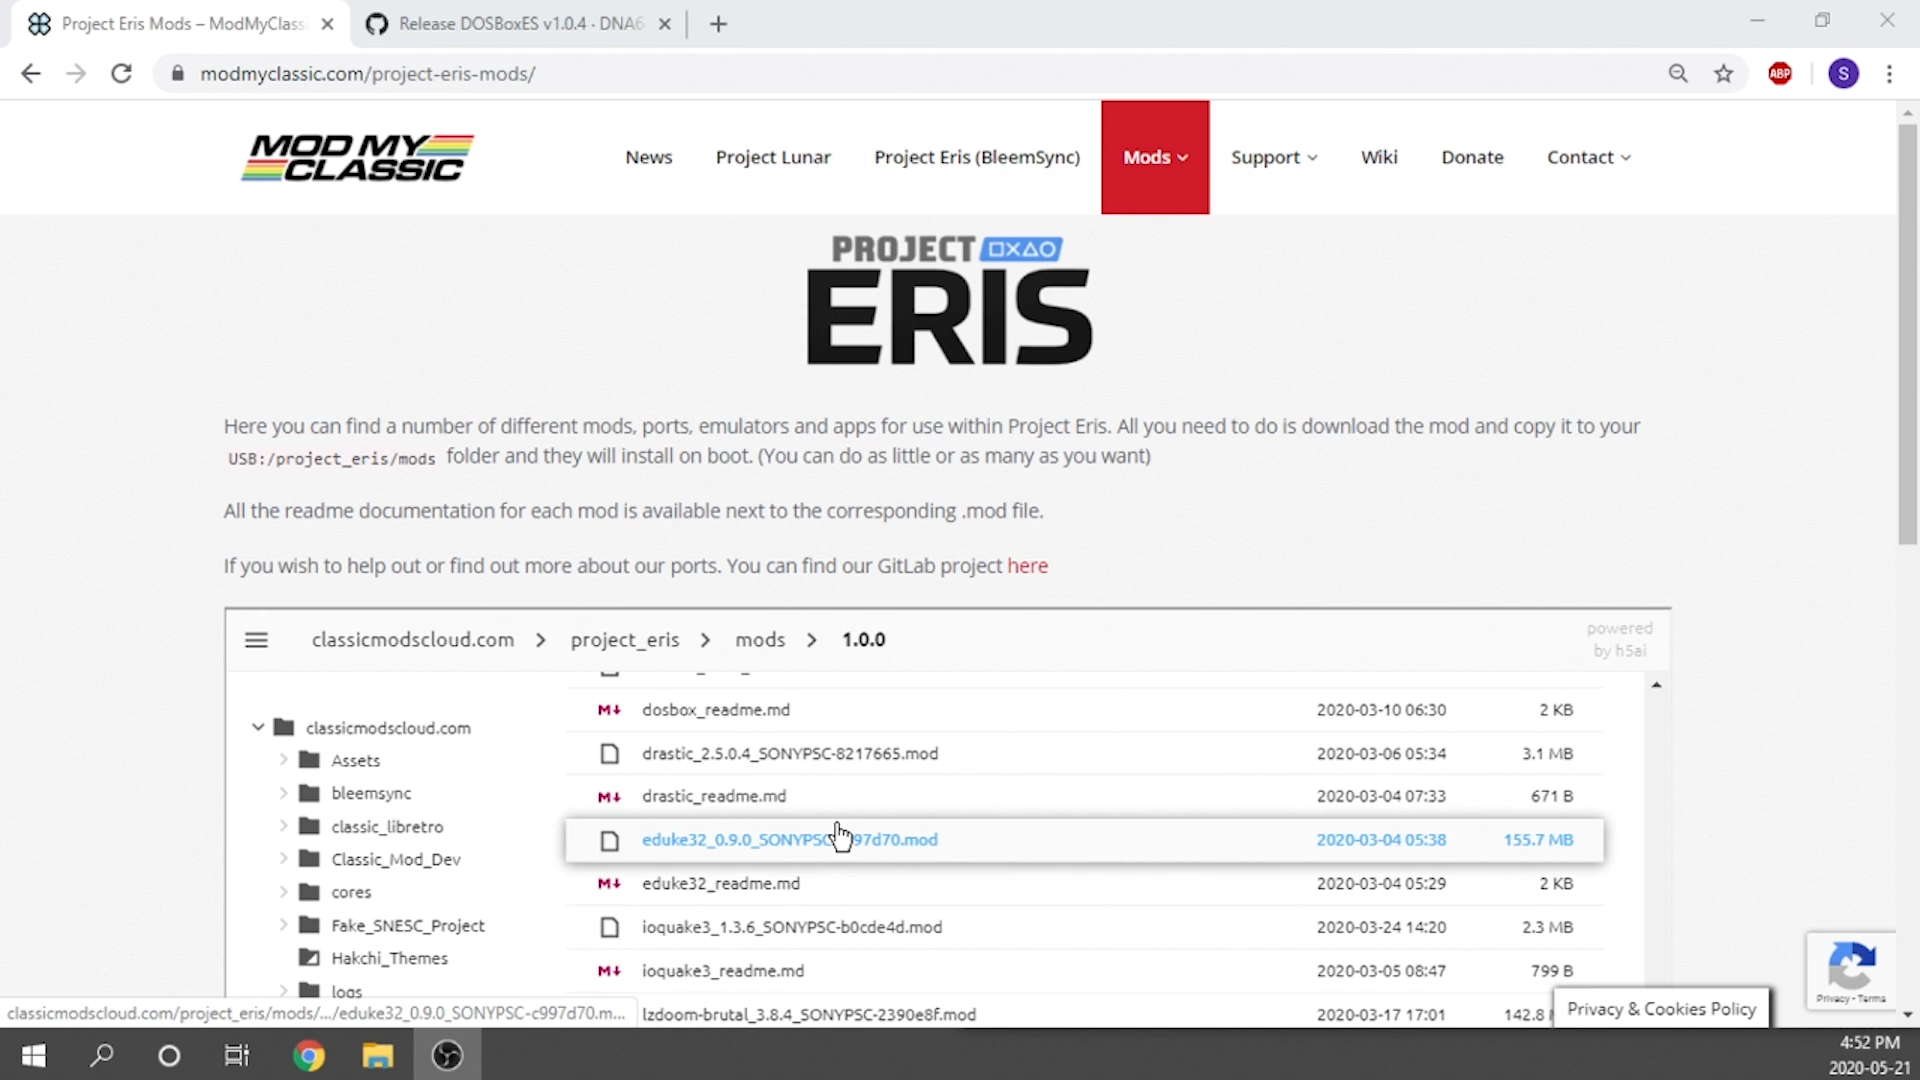 Project Eris Mods – ModMyClassi
Release DOSBoxES v1.0.4 · DNA64
modmyclassic.com/project-eris-mods/
ABP
S
MOD MY CLASSIC
News
Project Lunar
Project Eris (BleemSync)
Mods
Support
Wiki
Donate
Contact
PROJECT
ERIS
Here you can find a number of different mods, ports, emulators and apps for use within Project Eris. All you need to do is download the mod and copy it to your
USB:/project_eris/mods folder and they will install on boot. (You can do as little or as many as you want)
All the readme documentation for each mod is available next to the corresponding .mod file.
If you wish to help out or find out more about our ports. You can find our GitLab project here
classicmodscloud.com > project_eris > mods > 1.0.0
powered
by h5ai
classicmodscloud.com
Assets
bleemsync
classic_libretro
Classic_Mod_Dev
cores
Fake_SNESC_Project
Hakchi_Themes
logs
M↓ dosbox_readme.md 2020-03-10 06:30 2 KB
drastic_2.5.0.4_SONYPSC-8217665.mod 2020-03-06 05:34 3.1 MB
M↓ drastic_readme.md 2020-03-04 07:33 671 B
eduke32_0.9.0_SONYPSC 97d70.mod 2020-03-04 05:38 155.7 MB
M↓ eduke32_readme.md 2020-03-04 05:29 2 KB
ioquake3_1.3.6_SONYPSC-b0cde4d.mod 2020-03-24 14:20 2.3 MB
M↓ ioquake3_readme.md 2020-03-05 08:47 799 B
lzdoom-brutal_3.8.4_SONYPSC-2390e8f.mod 2020-03-17 17:01 142.8
Privacy - Terms
Privacy & Cookies Policy
classicmodscloud.com/project_eris/mods/.../eduke32_0.9.0_SONYPSC-c997d70.m...
4:52 PM
2020-05-21